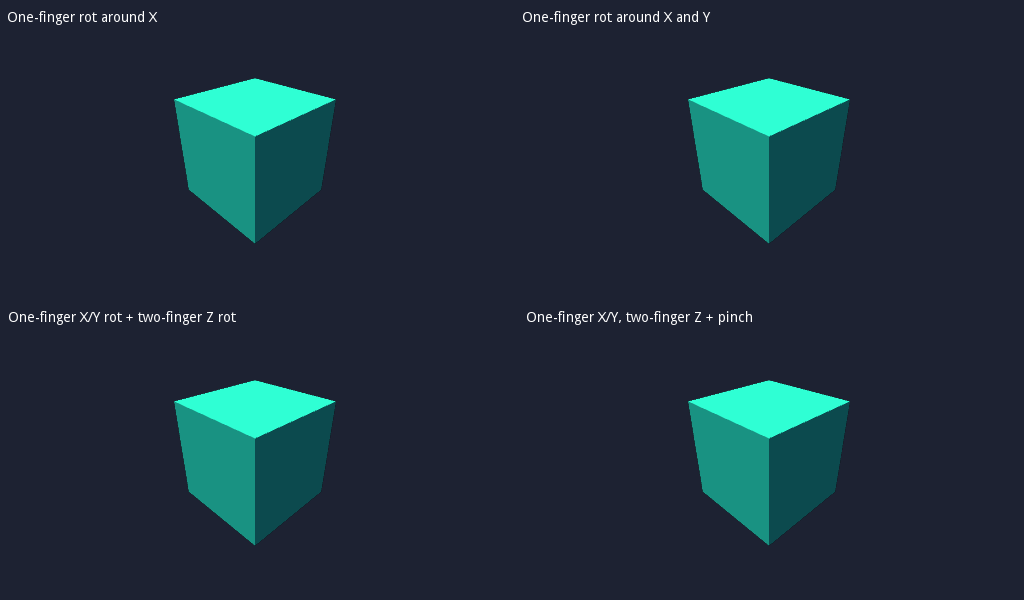 One-finger rot around X
One-finger rot around X and Y
One-finger X/Y rot + two-finger Z rot
One-finger X/Y, two-finger Z + pinch